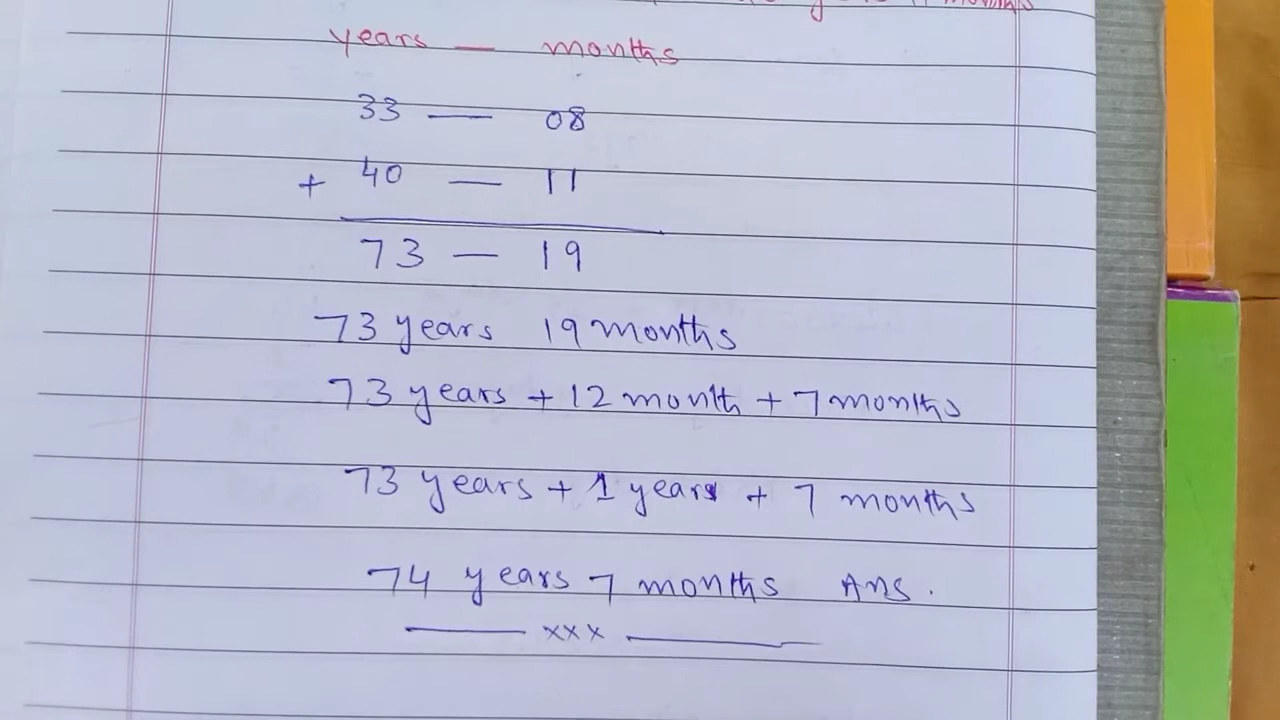 months
years — months
33 — 08
+ 40 — 11
73 — 19
73 years 19 months
73 years + 12 month + 7 months
73 years + 1 years + 7 months
74 years 7 months Ans.
xxx